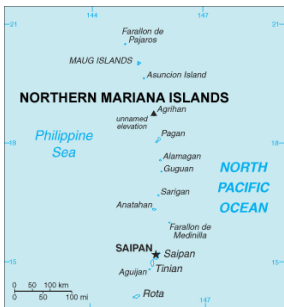 144
147
21
21
Farallon de
Pajaros
MAUG ISLANDS
Asuncion Island
NORTHERN MARIANA ISLANDS
Agrihan
unnamed
elevation
Philippine
Sea
Pagan
18
18
Alamagan
Guguan
NORTH
PACIFIC
OCEAN
Sarigan
Anatahan
Farallon de
Medinilla
SAIPAN
Saipan
15
15
Aguijan
Tinian
0 50 100 km
0 50 100 mi
Rota
147